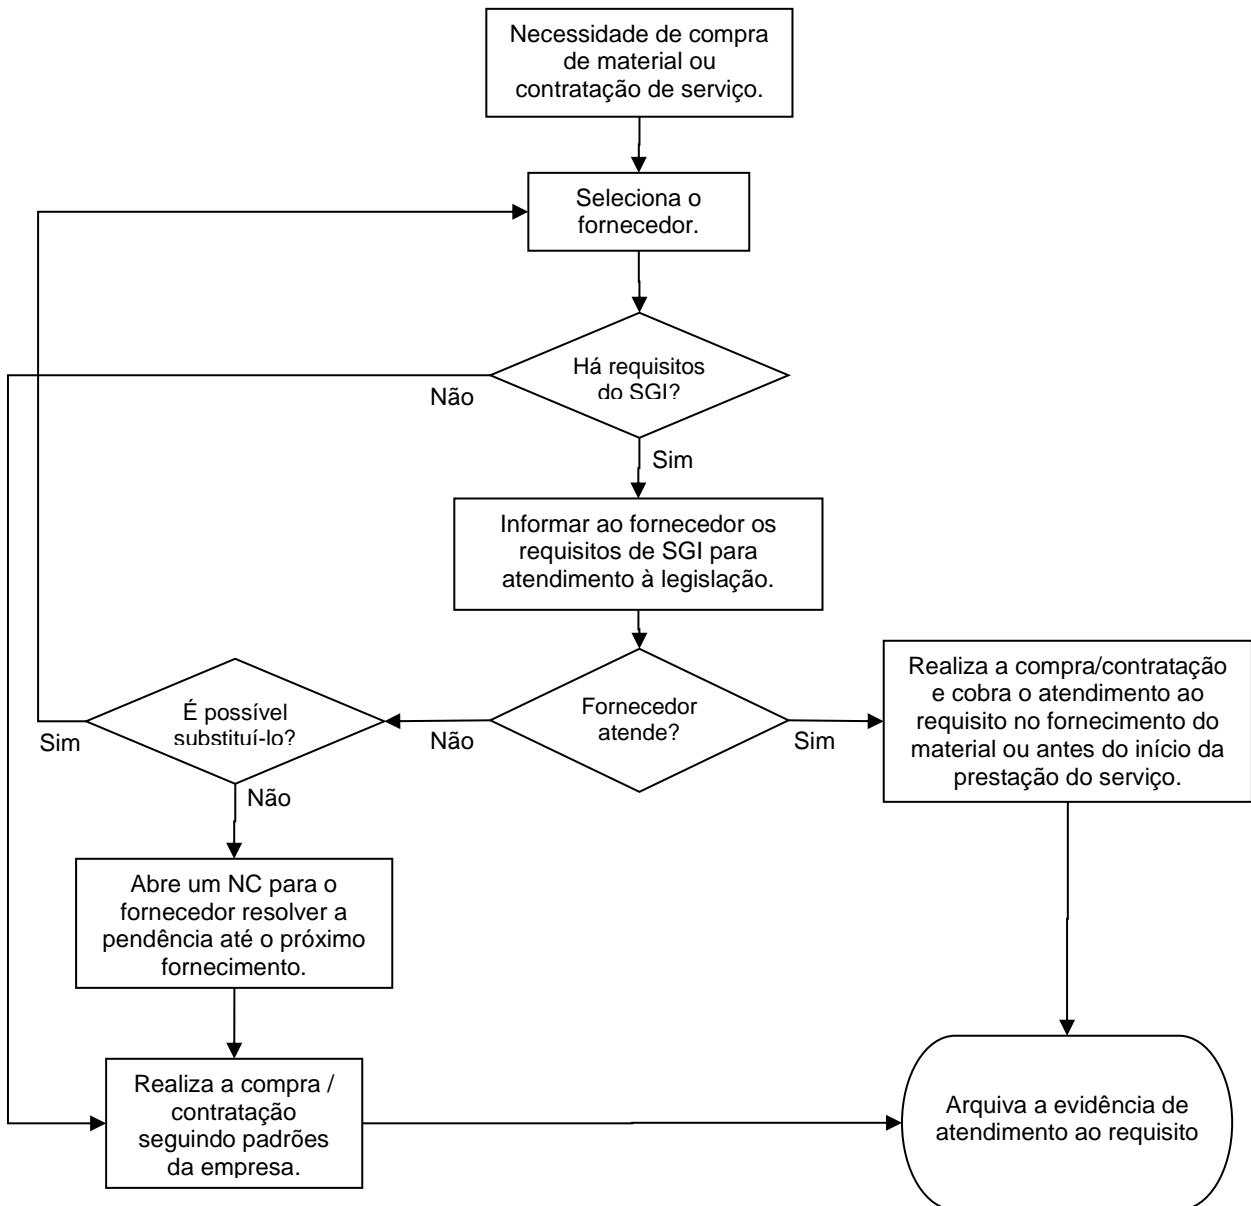 Necessidade de compra
de material ou
contratação de serviço.
Seleciona o
fornecedor.
Há requisitos
do SGI?
Não
Sim
Informar ao fornecedor os
requisitos de SGI para
atendimento à legislação.
É possível
substituí-lo?
Sim
Não
Fornecedor
atende?
Não
Sim
Realiza a compra/contratação
e cobra o atendimento ao
requisito no fornecimento do
material ou antes do início da
prestação do serviço.
Abre um NC para o
fornecedor resolver a
pendência até o próximo
fornecimento.
Realiza a compra /
contratação
seguindo padrões
da empresa.
Arquiva a evidência de
atendimento ao requisito